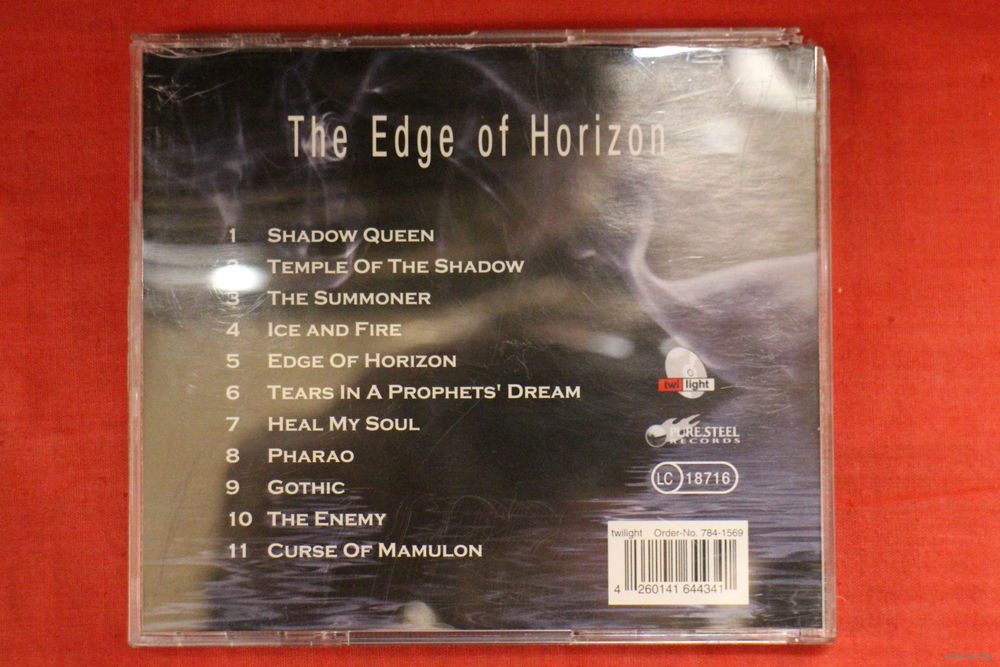 The Edge of Horizon
1 SHADOW QUEEN
2 TEMPLE OF THE SHADOW
3 THE SUMMONER
4 ICE AND FIRE
5 EDGE OF HORIZON
6 TEARS IN A PROPHETS' DREAM
7 HEAL MY SOUL
8 PHARAO
9 GOTHIC
10 THE ENEMY
11 CURSE OF MAMULON
twilight
PURE STEEL
RECORDS
LC 18716
twilight Order-No. 784-1569
4 260141 644341